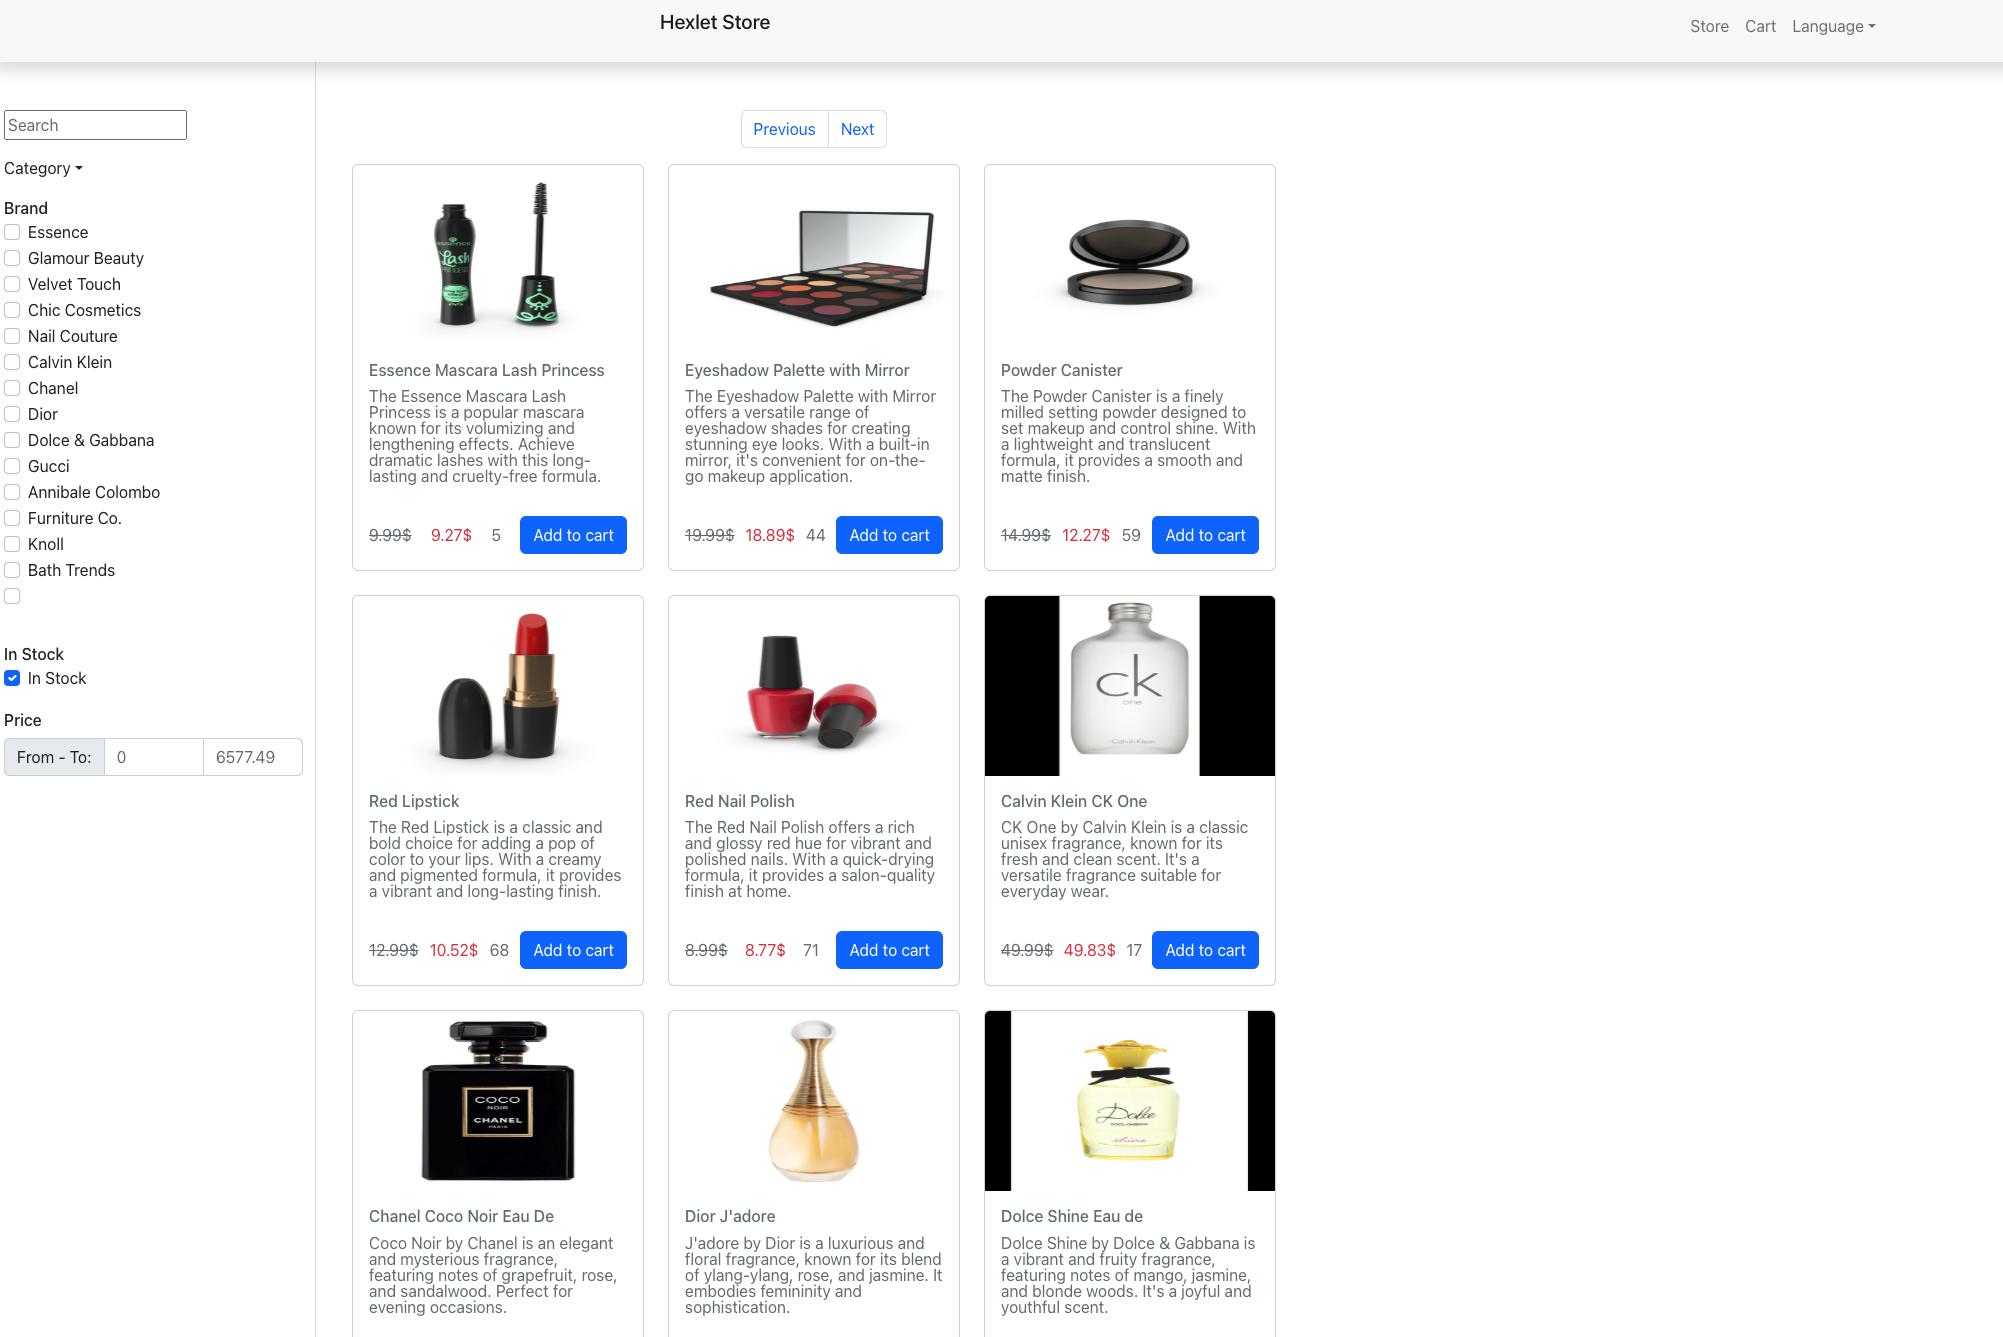 Hexlet Store
Store
Cart
Language
Search
Category
Brand
Essence
Glamour Beauty
Velvet Touch
Chic Cosmetics
Nail Couture
Calvin Klein
Chanel
Dior
Dolce & Gabbana
Gucci
Annibale Colombo
Furniture Co.
Knoll
Bath Trends
In Stock
In Stock
Price
From - To:
0
6577.49
Previous
Next
essence
Lash
PRINCESS
Essence Mascara Lash Princess
The Essence Mascara Lash
Princess is a popular mascara
known for its volumizing and
lengthening effects. Achieve
dramatic lashes with this long-
lasting and cruelty-free formula.
9.99$ 9.27$ 5 Add to cart
Eyeshadow Palette with Mirror
The Eyeshadow Palette with Mirror
offers a versatile range of
eyeshadow shades for creating
stunning eye looks. With a built-in
mirror, it's convenient for on-the-
go makeup application.
19.99$ 18.89$ 44 Add to cart
Powder Canister
The Powder Canister is a finely
milled setting powder designed to
set makeup and control shine. With
a lightweight and translucent
formula, it provides a smooth and
matte finish.
14.99$ 12.27$ 59 Add to cart
Red Lipstick
The Red Lipstick is a classic and
bold choice for adding a pop of
color to your lips. With a creamy
and pigmented formula, it provides
a vibrant and long-lasting finish.
12.99$ 10.52$ 68 Add to cart
Red Nail Polish
The Red Nail Polish offers a rich
and glossy red hue for vibrant and
polished nails. With a quick-drying
formula, it provides a salon-quality
finish at home.
8.99$ 8.77$ 71 Add to cart
ck
one
Calvin Klein
Calvin Klein CK One
CK One by Calvin Klein is a classic
unisex fragrance, known for its
fresh and clean scent. It's a
versatile fragrance suitable for
everyday wear.
49.99$ 49.83$ 17 Add to cart
COCO
NOIR
CHANEL
PARIS
Chanel Coco Noir Eau De
Coco Noir by Chanel is an elegant
and mysterious fragrance,
featuring notes of grapefruit, rose,
and sandalwood. Perfect for
evening occasions.
Dior J'adore
J'adore by Dior is a luxurious and
floral fragrance, known for its blend
of ylang-ylang, rose, and jasmine. It
embodies femininity and
sophistication.
Dolce
DOLCE & GABBANA
shine
Dolce Shine Eau de
Dolce Shine by Dolce & Gabbana is
a vibrant and fruity fragrance,
featuring notes of mango, jasmine,
and blonde woods. It's a joyful and
youthful scent.